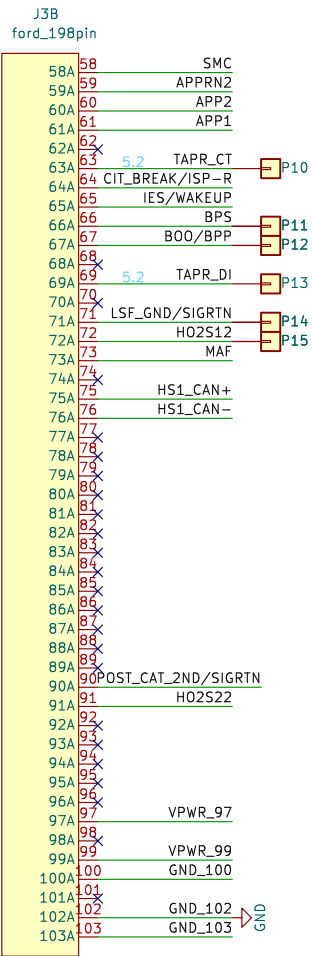 J3B
ford_198pin
58A 58 SMC
59A 59 APPRN2
60A 60 APP2
61A 61 APP1
62A 62
63A 63 5.2 TAPR_CT P10
64A 64 CIT_BREAK/ISP-R
65A 65 IES/WAKEUP
66A 66 BPS P11
67A 67 BOO/BPP P12
68A 68
69A 69 5.2 TAPR_DI P13
70A 70
71A 71 LSF_GND/SIGRTN P14
72A 72 HO2S12 P15
73A 73 MAF
74A 74
75A 75 HS1_CAN+
76A 76 HS1_CAN-
77A 77
78A 78
79A 79
80A 80
81A 81
82A 82
83A 83
84A 84
85A 85
86A 86
87A 87
88A 88
89A 89
90A 90 POST_CAT_2ND/SIGRTN
91A 91 HO2S22
92A 92
93A 93
94A 94
95A 95
96A 96
97A 97 VPWR_97
98A 98
99A 99 VPWR_99
100A 100 GND_100
101A 101
102A 102 GND_102 GND
103A 103 GND_103